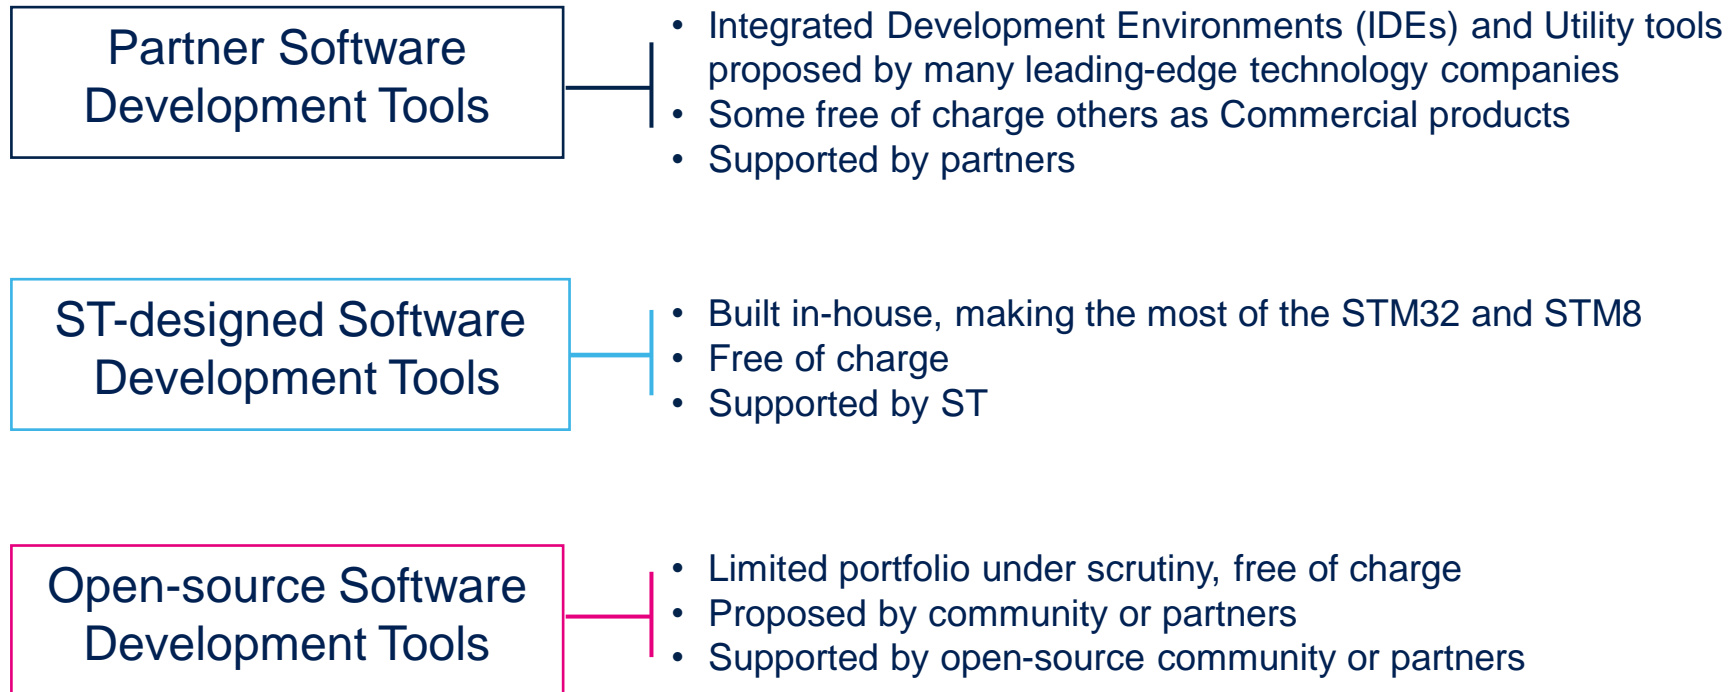 Partner Software
Development Tools
• Integrated Development Environments (IDEs) and Utility tools
proposed by many leading-edge technology companies
• Some free of charge others as Commercial products
• Supported by partners
ST-designed Software
Development Tools
• Built in-house, making the most of the STM32 and STM8
• Free of charge
• Supported by ST
Open-source Software
Development Tools
• Limited portfolio under scrutiny, free of charge
• Proposed by community or partners
• Supported by open-source community or partners